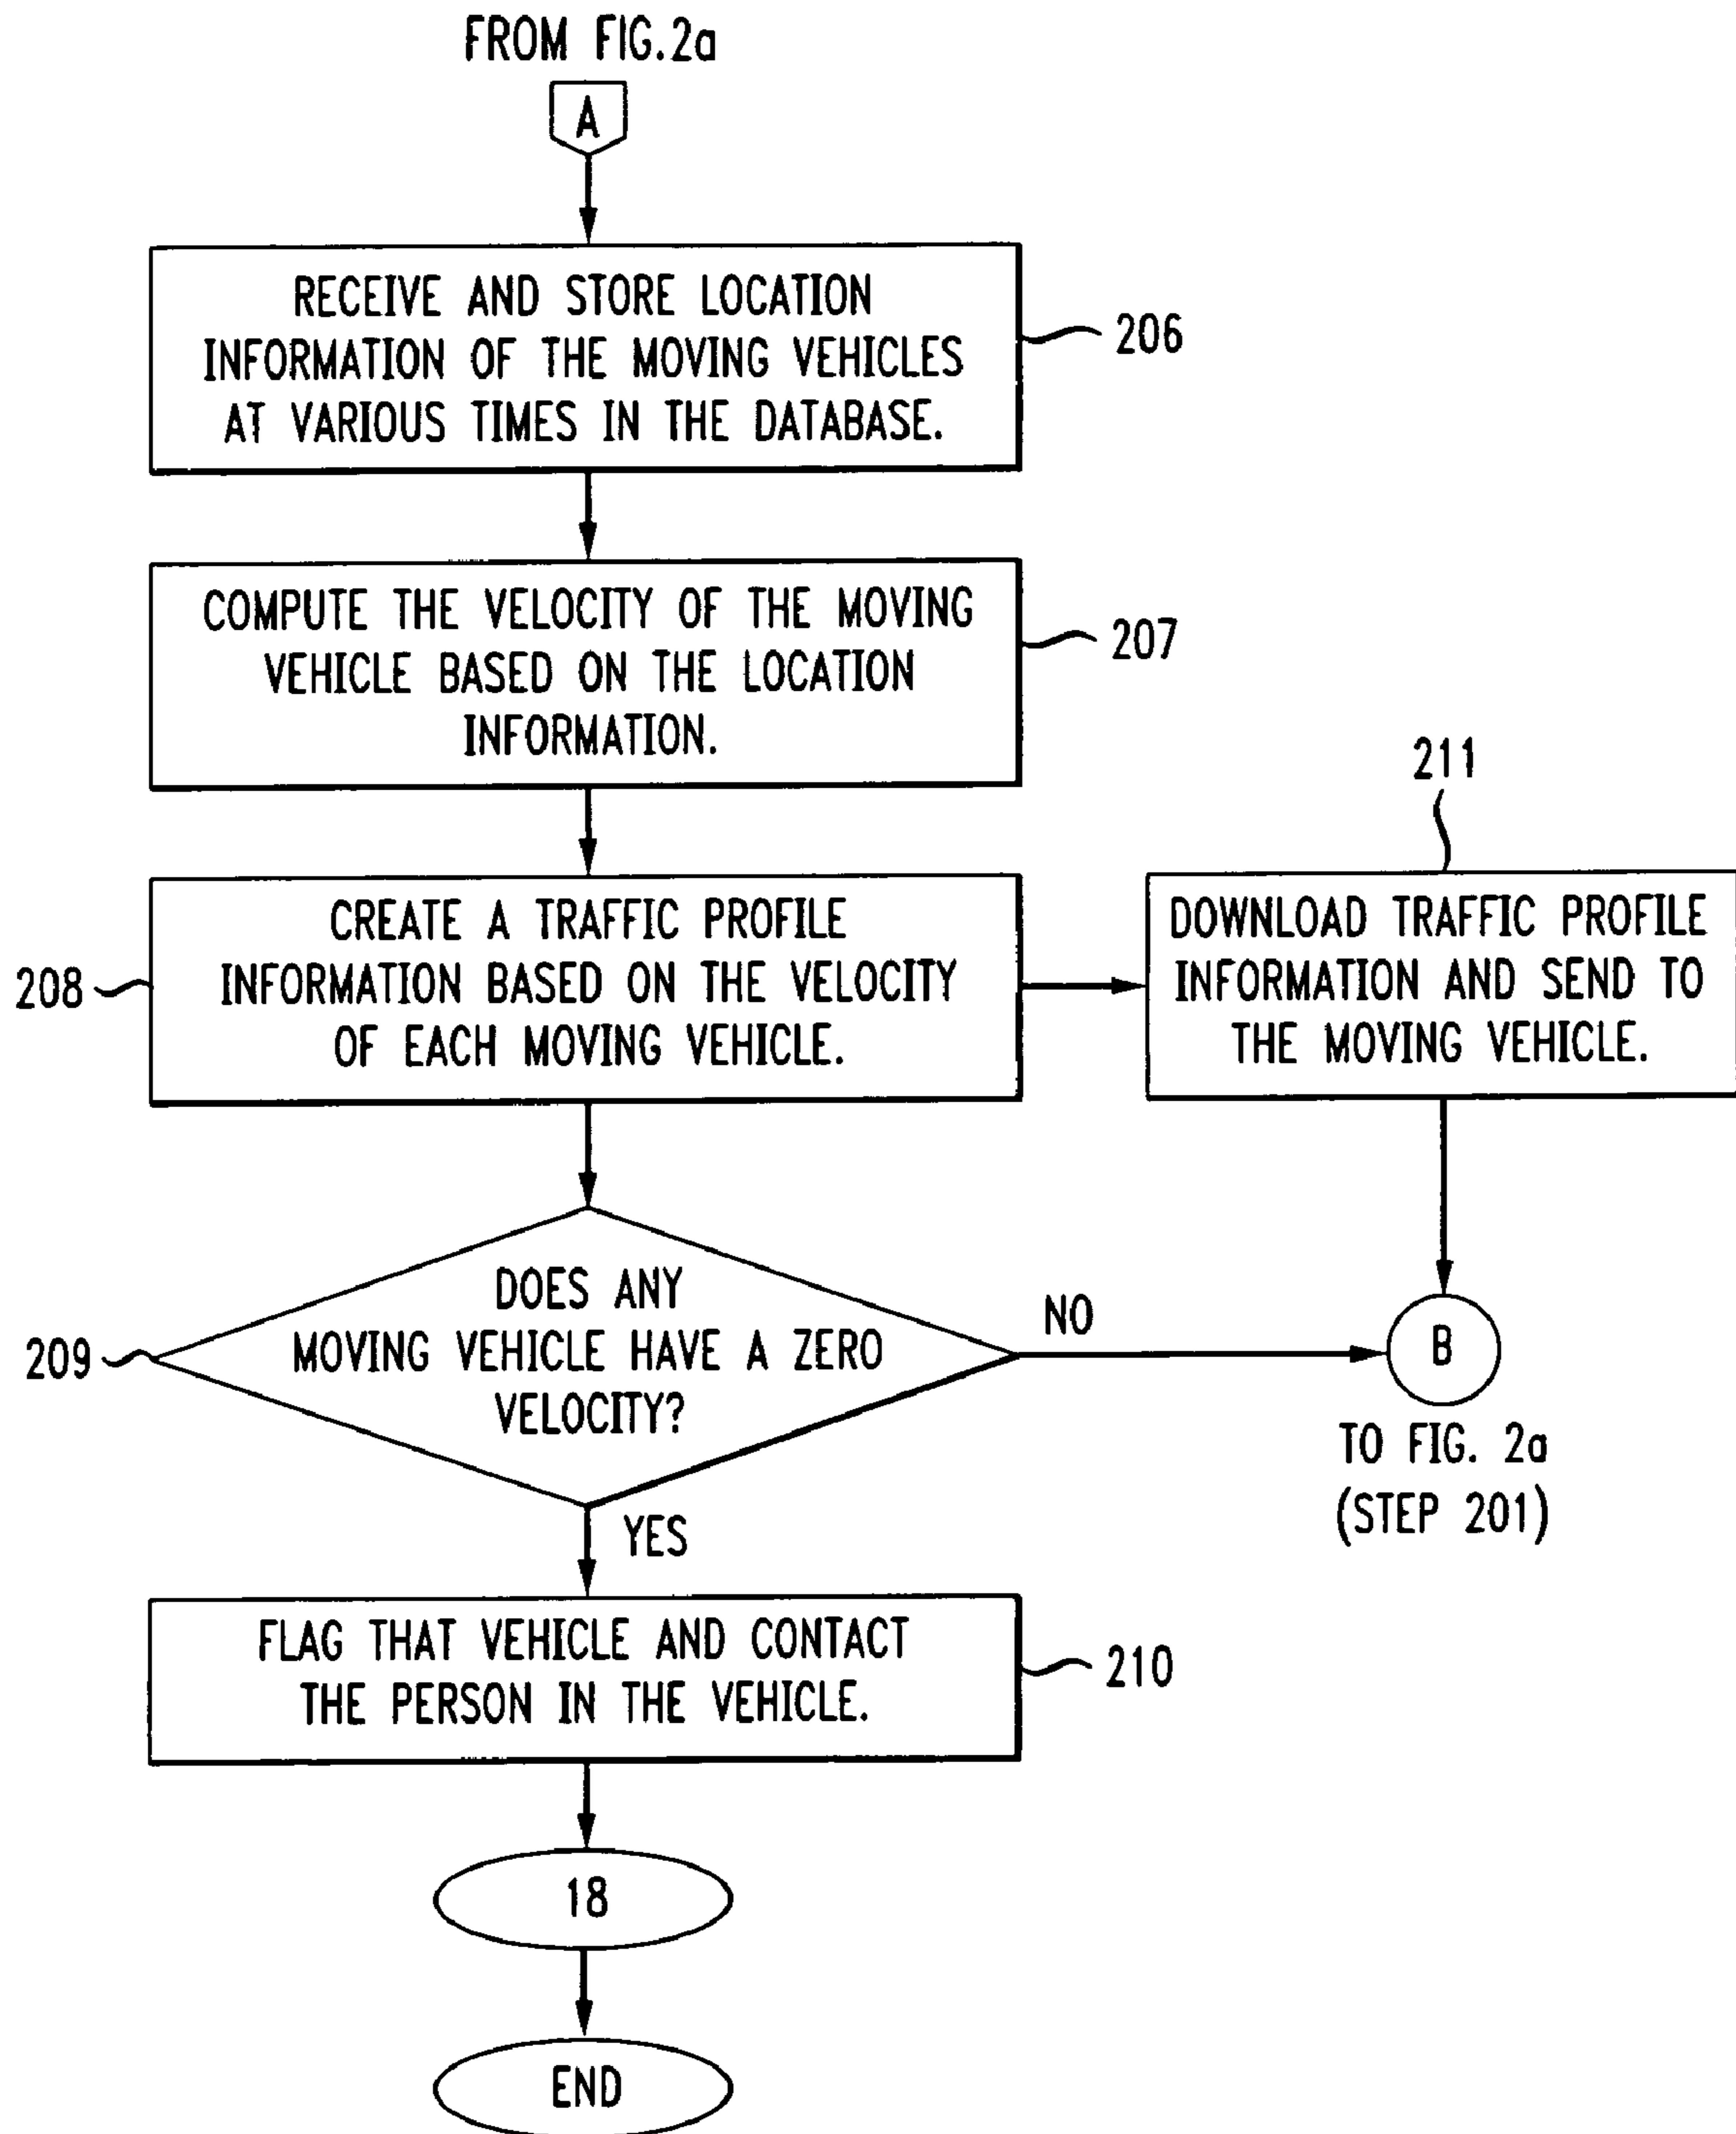 FROM FIG.2a
A
RECEIVE AND STORE LOCATION
INFORMATION OF THE MOVING VEHICLES
AT VARIOUS TIMES IN THE DATABASE.
206
COMPUTE THE VELOCITY OF THE MOVING
VEHICLE BASED ON THE LOCATION
INFORMATION.
207
CREATE A TRAFFIC PROFILE
INFORMATION BASED ON THE VELOCITY
OF EACH MOVING VEHICLE.
208
211
DOWNLOAD TRAFFIC PROFILE
INFORMATION AND SEND TO
THE MOVING VEHICLE.
DOES ANY
MOVING VEHICLE HAVE A ZERO
VELOCITY?
209
NO
B
TO FIG. 2a
(STEP 201)
YES
FLAG THAT VEHICLE AND CONTACT
THE PERSON IN THE VEHICLE.
210
18
END